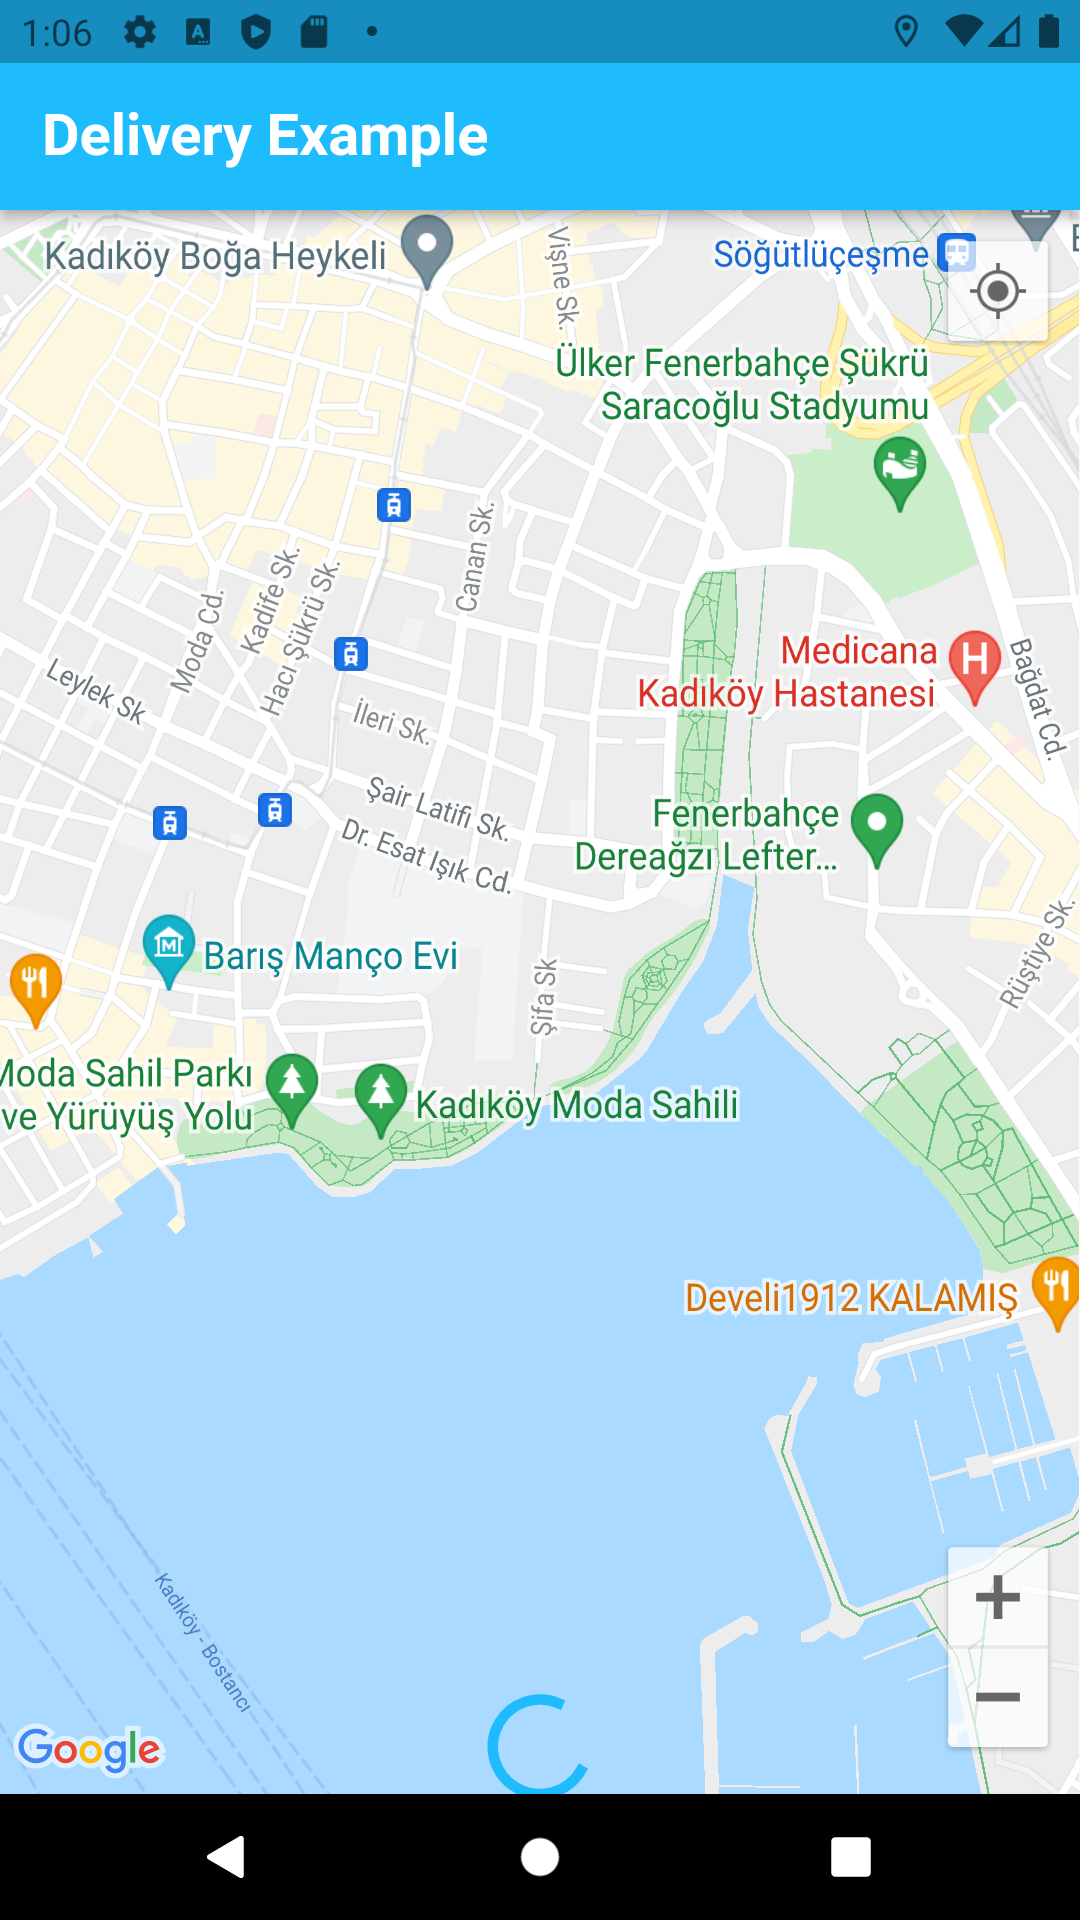 1:06
Delivery Example
Kadıköy Boğa Heykeli
Vişne Sk.
Söğütlüçeşme
E
Ülker Fenerbahçe Şükrü
Saracoğlu Stadyumu
Canan Sk.
Kadife Sk.
Hacı Şükrü Sk.
Moda Cd.
Leylek Sk
Medicana
Kadıköy Hastanesi
Bağdat Cd.
İleri Sk.
Şair Latifi Sk.
Dr. Esat Işık Cd.
Fenerbahçe
Dereağzı Lefter...
Rüştiye Sk.
Barış Manço Evi
Şifa Sk
Moda Sahil Parkı
ve Yürüyüş Yolu
Kadıköy Moda Sahili
Develi1912 KALAMIŞ
Kadıköy - Bostancı
Google